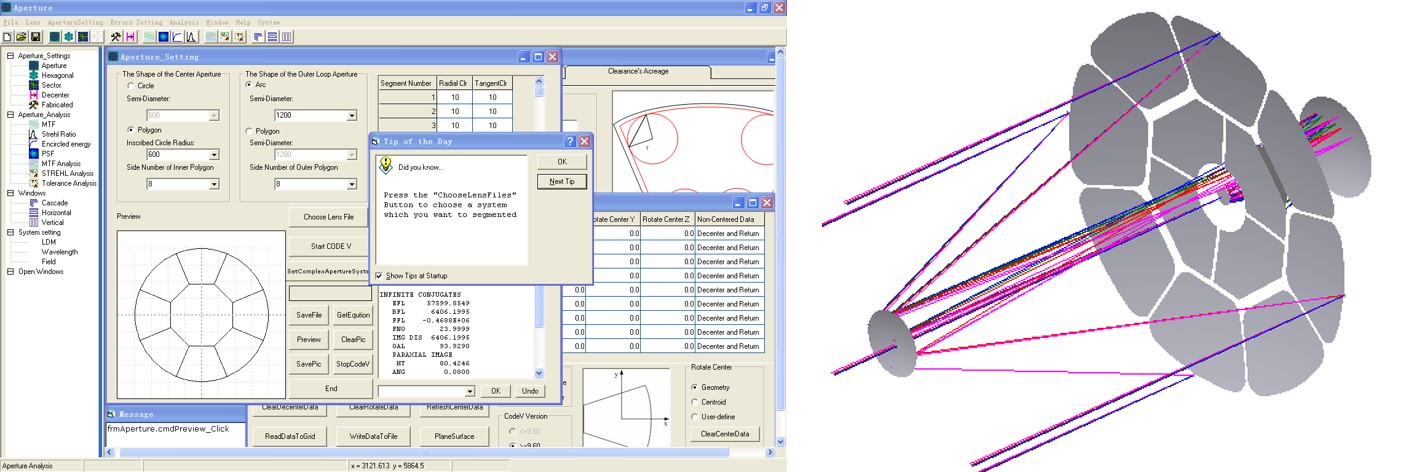 Aperture
File Lens ApertureSetting Errors Setting Analysis Window Help System
Aperture_Settings
Aperture
Hexagonal
Sector
Decenter
Fabricated
Aperture_Analysis
MTF
Strehl Ratio
Encircled energy
PSF
MTF Analysis
STREHL Analysis
Tolerance Analysis
Windows
Cascade
Horizontal
Vertical
System setting
LDM
Wavelength
Field
Open Windows
Aperture_Setting
The Shape of the Center Aperture
Circle
Semi-Diameter:
600
Polygon
Inscribed Circle Radius:
600
Side Number of Inner Polygon
8
The Shape of the Outer Loop Aperture
Arc
Semi-Diameter:
1200
Polygon
Semi-Diameter:
1200
Side Number of Outer Polygon
8
Segment Number Radial Clr TangentClr
1 10 10
2 10 10
3 10 10
Preview
Choose Lens File
Start CODE V
SetComplexApertureSyste
SaveFile GetEqution
Preview ClearPic
SavePic StopCodeV
End
Tip of the Day
Did you know...
Press the "ChooseLensFiles"
Button to choose a system
which you want to segmented
OK
Next Tip
Show Tips at Startup
INFINITE CONJUGATES
EFL 57599.8549
BFL 6406.1995
FFL -0.4688E+06
FNO 23.9999
IMG DIS 6406.1995
OAL 93.9290
PARAXIAL IMAGE
HT 80.4246
ANG 0.0800
OK Undo
Clearance's Acreage
r
otate Center Y Rotate Center Z Non-Centered Data
0.0 0.0 Decenter and Return
0.0 0.0 Decenter and Return
0.0 0.0 Decenter and Return
0.0 0.0 Decenter and Return
0.0 0.0 Decenter and Return
0.0 0.0 Decenter and Return
0.0 0.0 Decenter and Return
0.0 0.0 Decenter and Return
0.0 0.0 Decenter and Return
ClearDecenterData ClearRotateData RefreshCenterData
ReadDataToGrid WriteDataToFile PlaneSurface
CodeV Version
<=9.50
>=9.60
y
x
Rotate Center
Geometry
Centroid
User-define
ClearCenterData
Message
frmAperture.cmdPreview_Click
Aperture Analysis
x = 3121.613 y = 5864.5